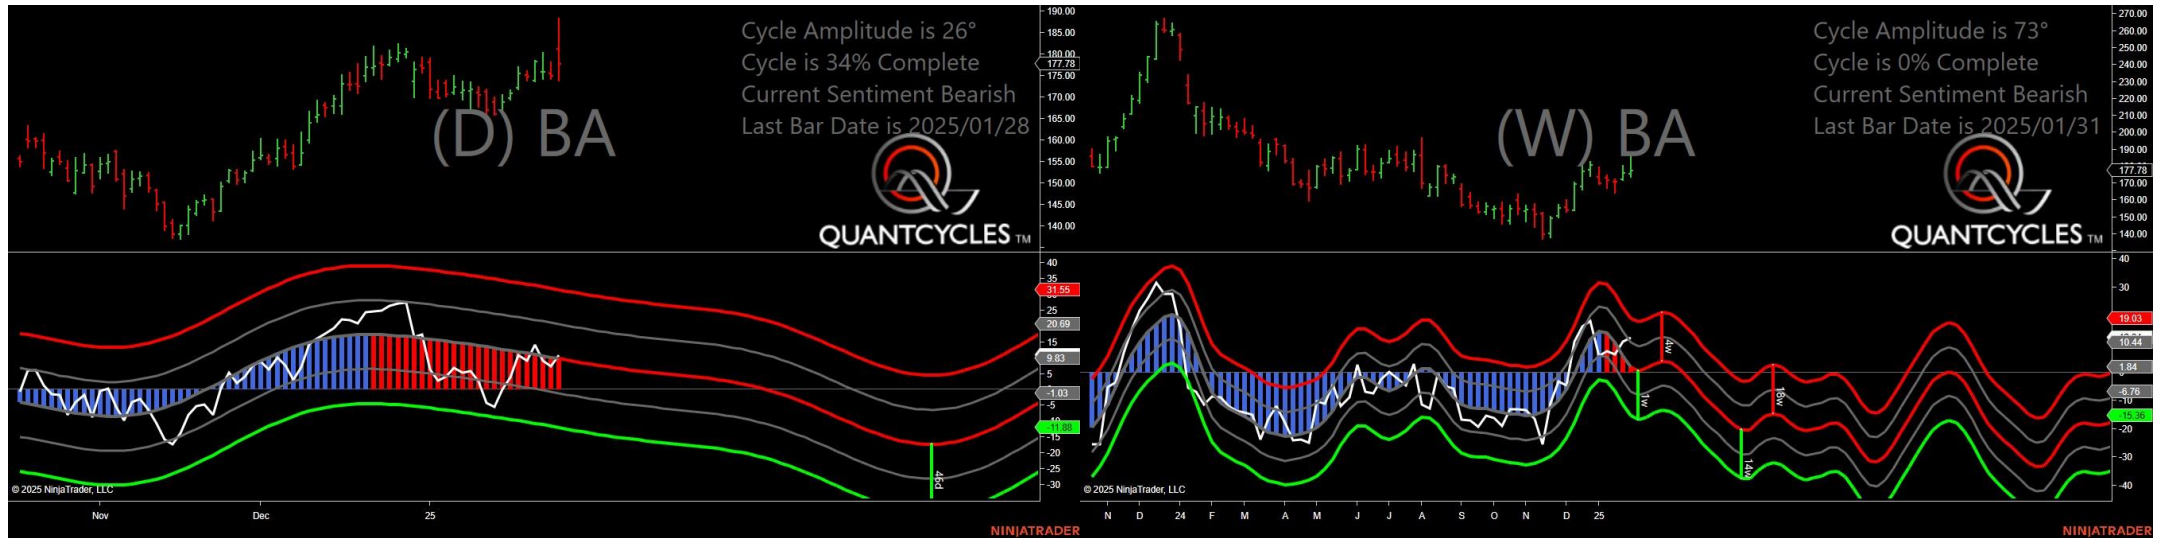 Cycle Amplitude is 26°
Cycle is 34% Complete
Current Sentiment Bearish
Last Bar Date is 2025/01/28
(D) BA
QUANTCYCLES TM
190.00
185.00
180.00
177.78
175.00
170.00
165.00
160.00
155.00
150.00
145.00
140.00
40
35
31.55
25
20.69
15
9.83
5
-1.03
-5
-11.88
-15
-20
-25
-30
46d
© 2025 NinjaTrader, LLC
Nov
Dec
25
NINJATRADER
Cycle Amplitude is 73°
Cycle is 0% Complete
Current Sentiment Bearish
Last Bar Date is 2025/01/31
(W) BA
QUANTCYCLES TM
270.00
260.00
250.00
240.00
230.00
220.00
210.00
200.00
190.00
177.78
170.00
160.00
150.00
140.00
40
30
19.03
10.44
1.84
-6.76
-10
-15.36
-20
-30
-40
4w
1w
18w
14w
© 2025 NinjaTrader, LLC
N D 24 F M A M J J A S O N D 25
NINJATRADER